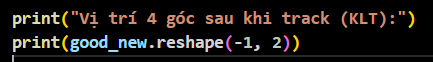 print("Vị trí 4 góc sau khi track (KLT):")
print(good_new.reshape(-1, 2))